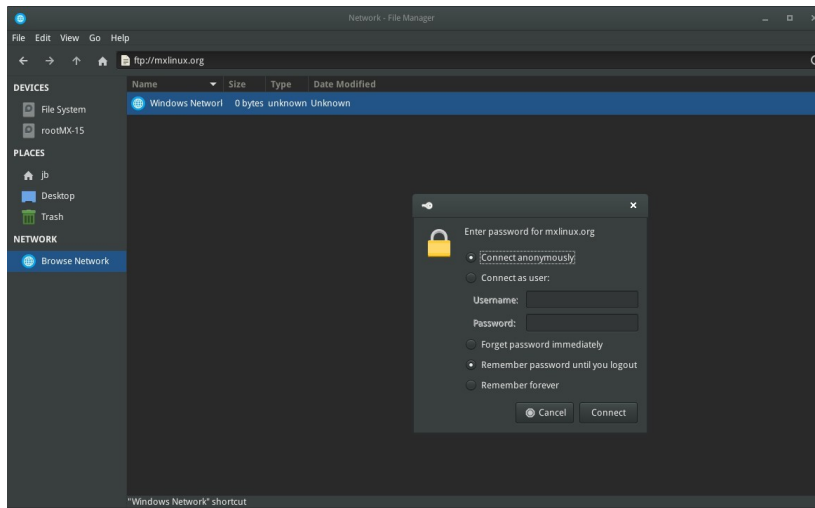 Network - File Manager
File Edit View Go Help
ftp://mxlinux.org
DEVICES
File System
rootMX-15
PLACES
jb
Desktop
Trash
NETWORK
Browse Network
Name Size Type Date Modified
Windows Networl 0 bytes unknown Unknown
Enter password for mxlinux.org
Connect anonymously
Connect as user:
Username:
Password:
Forget password immediately
Remember password until you logout
Remember forever
Cancel Connect
"Windows Network" shortcut